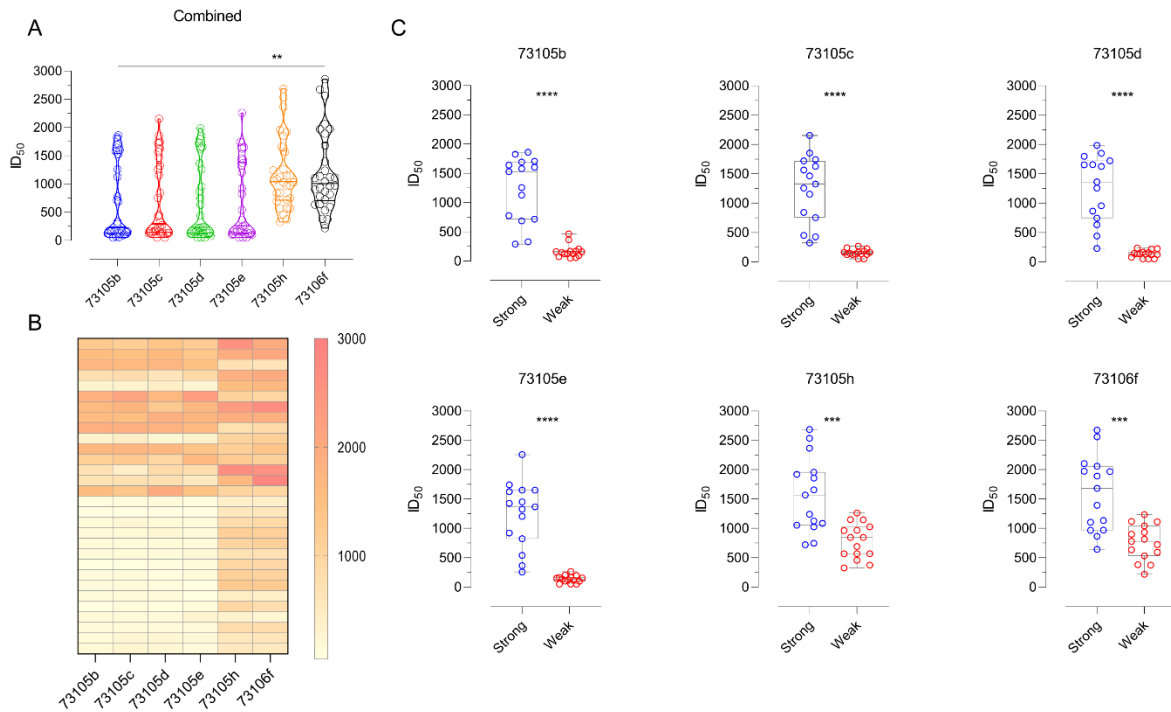 A
Combined
**
ID50
3000
2500
2000
1500
1000
500
0
73105b
73105c
73105d
73105e
73105h
73106f
B
3000
2000
1000
73105b
73105c
73105d
73105e
73105h
73106f
C
73105b
****
ID50
3000
2500
2000
1500
1000
500
0
Strong
Weak
73105c
****
ID50
3000
2500
2000
1500
1000
500
0
Strong
Weak
73105d
****
ID50
3000
2500
2000
1500
1000
500
0
Strong
Weak
73105e
****
ID50
3000
2500
2000
1500
1000
500
0
Strong
Weak
73105h
***
ID50
3000
2500
2000
1500
1000
500
0
Strong
Weak
73106f
***
ID50
3000
2500
2000
1500
1000
500
0
Strong
Weak